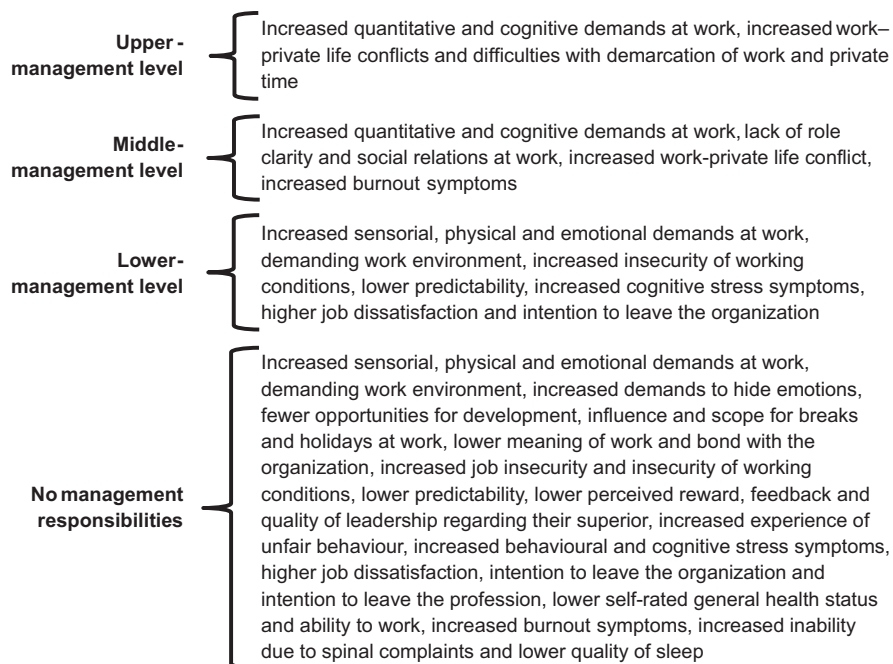 Upper-
management level
Increased quantitative and cognitive demands at work, increased work–
private life conflicts and difficulties with demarcation of work and private
time
Middle-
management level
Increased quantitative and cognitive demands at work, lack of role
clarity and social relations at work, increased work-private life conflict,
increased burnout symptoms
Lower-
management level
Increased sensorial, physical and emotional demands at work,
demanding work environment, increased insecurity of working
conditions, lower predictability, increased cognitive stress symptoms,
higher job dissatisfaction and intention to leave the organization
No management
responsibilities
Increased sensorial, physical and emotional demands at work,
demanding work environment, increased demands to hide emotions,
fewer opportunities for development, influence and scope for breaks
and holidays at work, lower meaning of work and bond with the
organization, increased job insecurity and insecurity of working
conditions, lower predictability, lower perceived reward, feedback and
quality of leadership regarding their superior, increased experience of
unfair behaviour, increased behavioural and cognitive stress symptoms,
higher job dissatisfaction, intention to leave the organization and
intention to leave the profession, lower self-rated general health status
and ability to work, increased burnout symptoms, increased inability
due to spinal complaints and lower quality of sleep